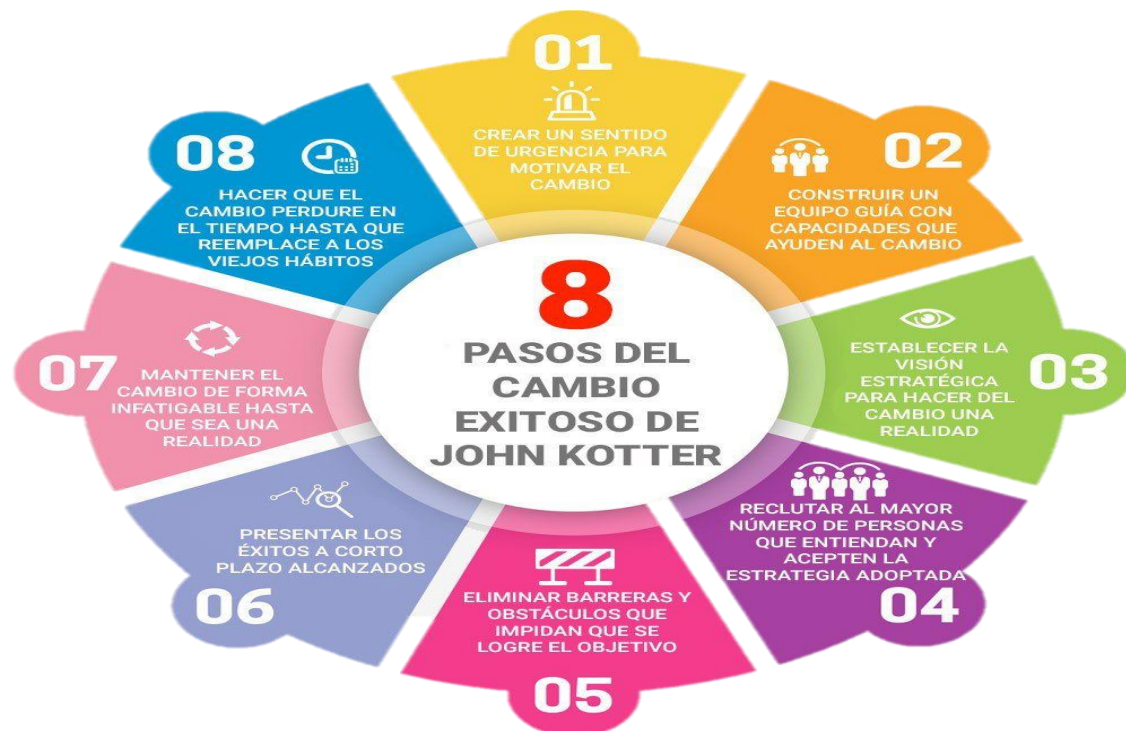 8
PASOS DEL
CAMBIO
EXITOSO DE
JOHN KOTTER
01
CREAR UN SENTIDO
DE URGENCIA PARA
MOTIVAR EL
CAMBIO
02
CONSTRUIR UN
EQUIPO GUÍA CON
CAPACIDADES QUE
AYUDEN AL CAMBIO
03
ESTABLECER LA
VISIÓN
ESTRATÉGICA
PARA HACER DEL
CAMBIO UNA
REALIDAD
RECLUTAR AL MAYOR
NÚMERO DE PERSONAS
QUE ENTIENDAN Y
ACEPTEN LA
ESTRATEGIA ADOPTADA
04
ELIMINAR BARRERAS Y
OBSTÁCULOS QUE
IMPIDAN QUE SE
LOGRE EL OBJETIVO
05
PRESENTAR LOS
ÉXITOS A CORTO
PLAZO ALCANZADOS
06
07
MANTENER EL
CAMBIO DE FORMA
INFATIGABLE HASTA
QUE SEA UNA
REALIDAD
08
HACER QUE EL
CAMBIO PERDURE EN
EL TIEMPO HASTA QUE
REEMPLACE A LOS
VIEJOS HÁBITOS